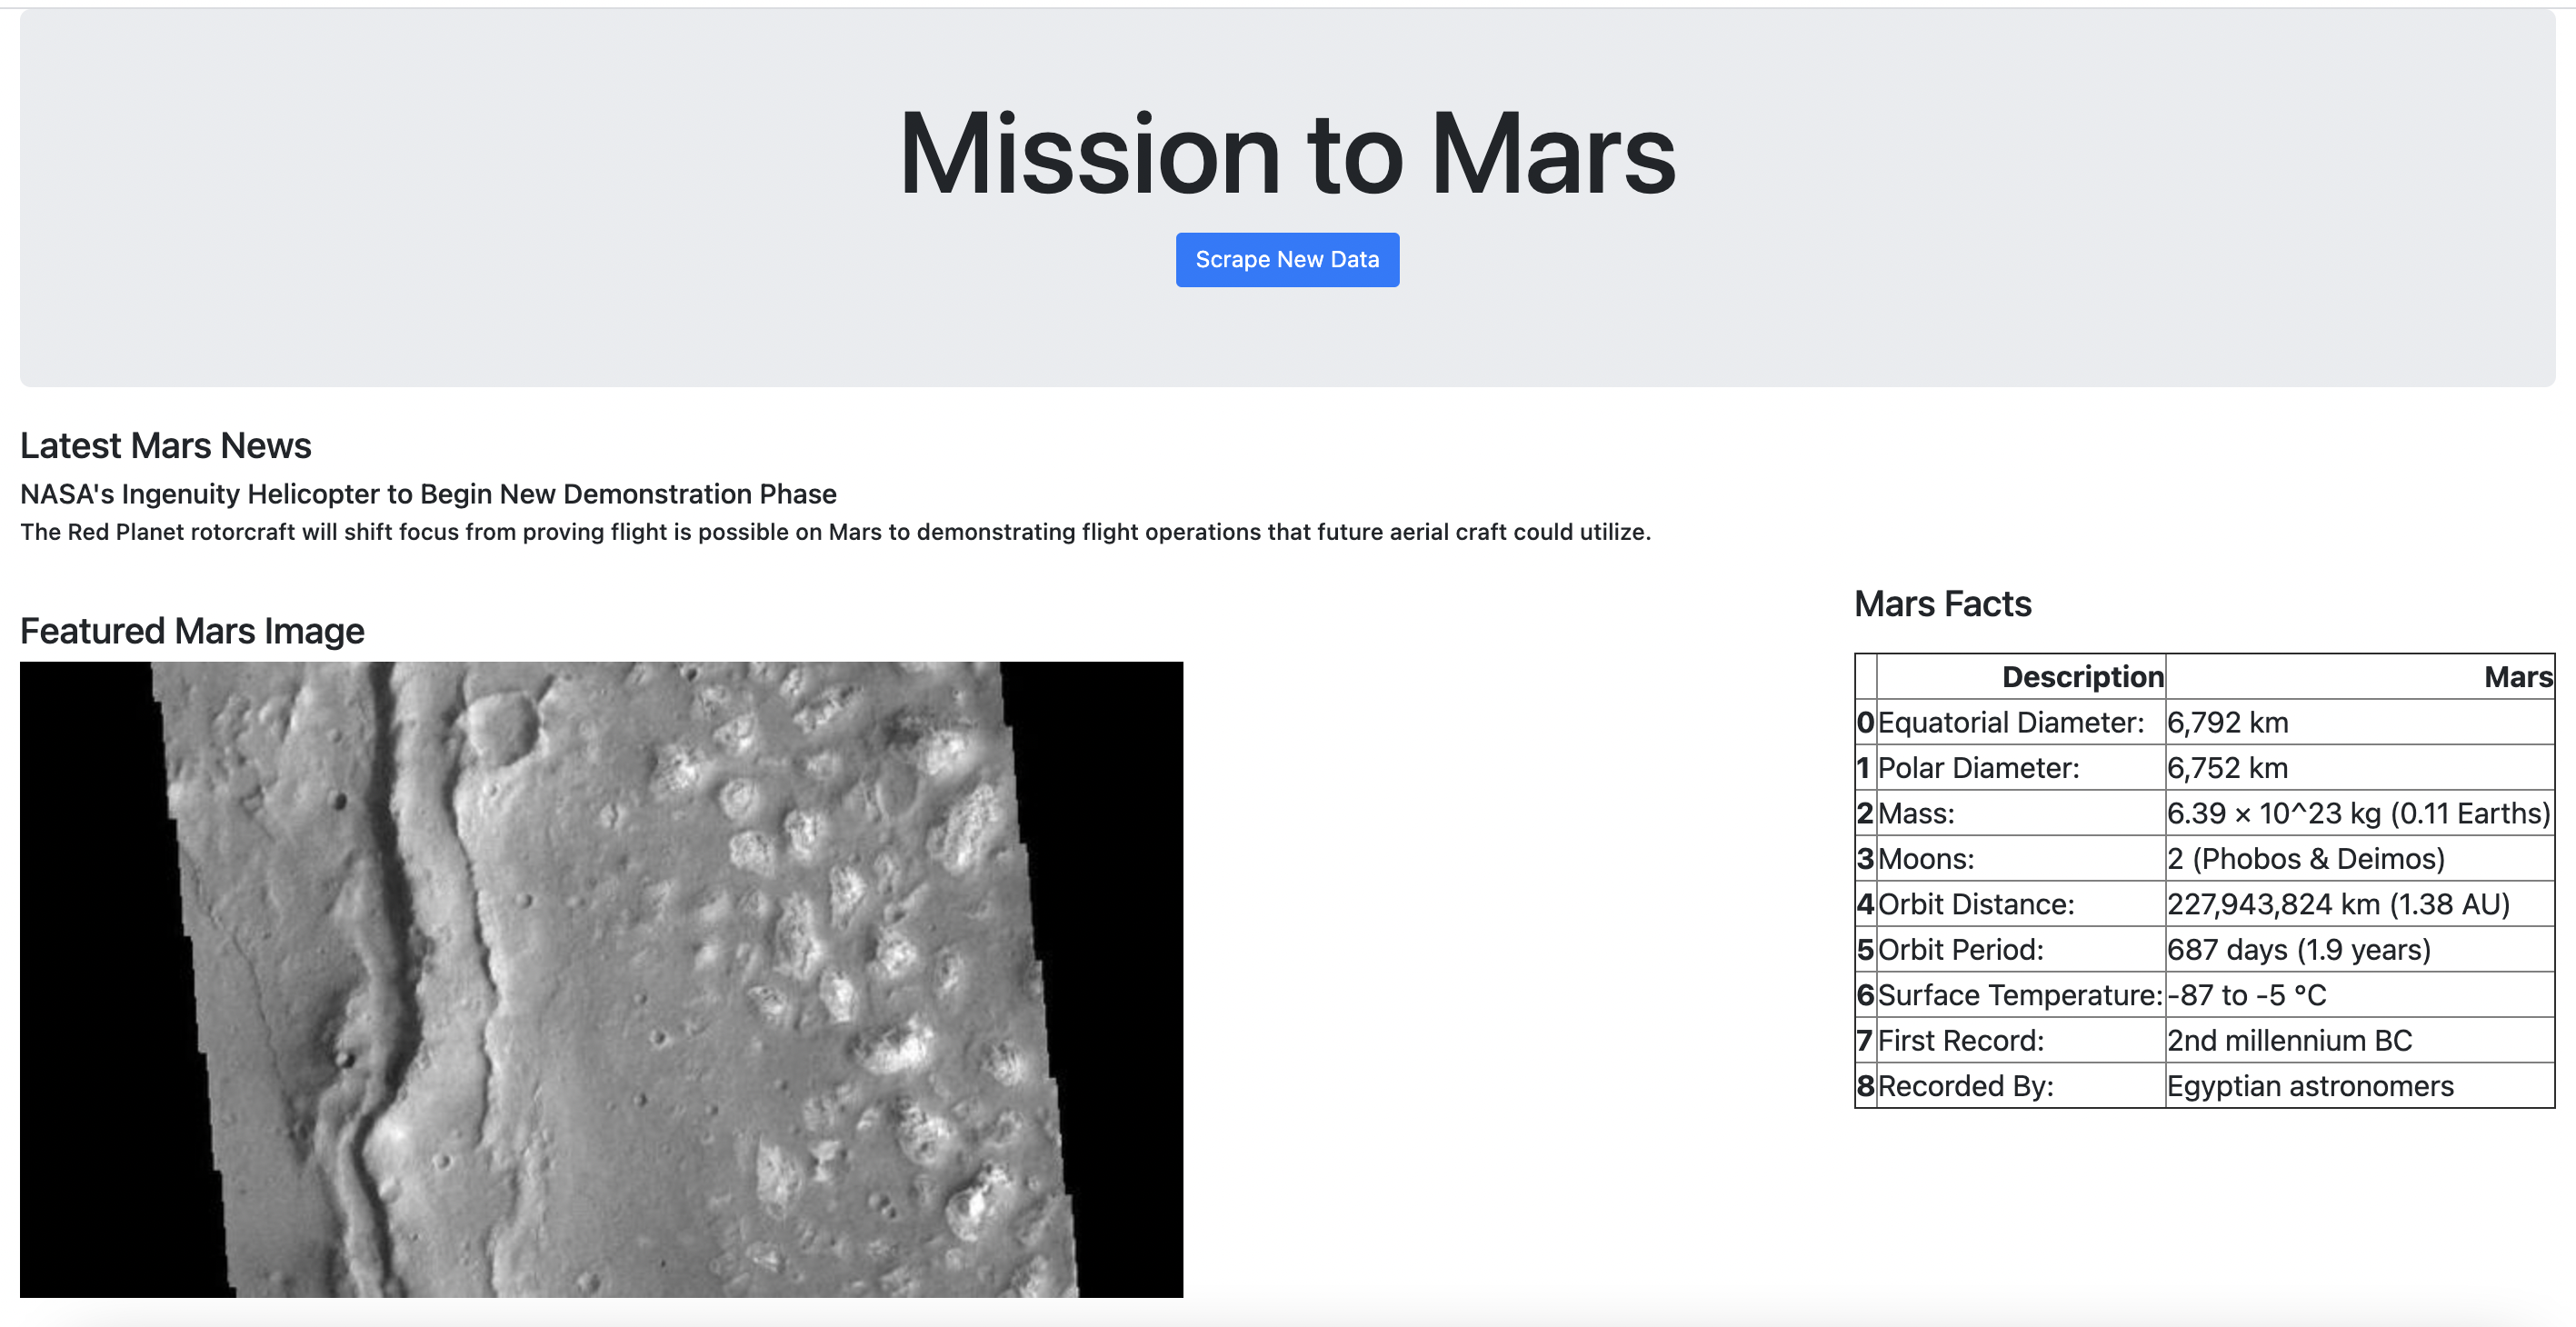 Mission to Mars
Scrape New Data
Latest Mars News
NASA's Ingenuity Helicopter to Begin New Demonstration Phase
The Red Planet rotorcraft will shift focus from proving flight is possible on Mars to demonstrating flight operations that future aerial craft could utilize.
Featured Mars Image
Mars Facts
Description Mars
0 Equatorial Diameter: 6,792 km
1 Polar Diameter: 6,752 km
2 Mass: 6.39 × 10^23 kg (0.11 Earths)
3 Moons: 2 (Phobos & Deimos)
4 Orbit Distance: 227,943,824 km (1.38 AU)
5 Orbit Period: 687 days (1.9 years)
6 Surface Temperature: -87 to -5 °C
7 First Record: 2nd millennium BC
8 Recorded By: Egyptian astronomers